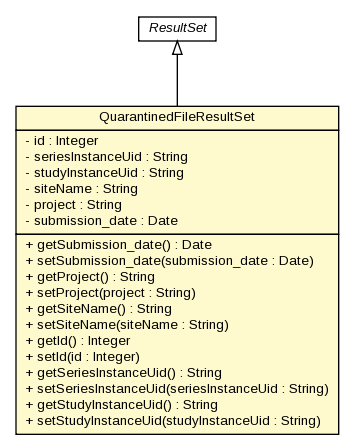 ResultSet
QuarantinedFileResultSet
- id : Integer
- seriesInstanceUid : String
- studyInstanceUid : String
- siteName : String
- project : String
- submission_date : Date
+ getSubmission_date() : Date
+ setSubmission_date(submission_date : Date)
+ getProject() : String
+ setProject(project : String)
+ getSiteName() : String
+ setSiteName(siteName : String)
+ getId() : Integer
+ setId(id : Integer)
+ getSeriesInstanceUid() : String
+ setSeriesInstanceUid(seriesInstanceUid : String)
+ getStudyInstanceUid() : String
+ setStudyInstanceUid(studyInstanceUid : String)